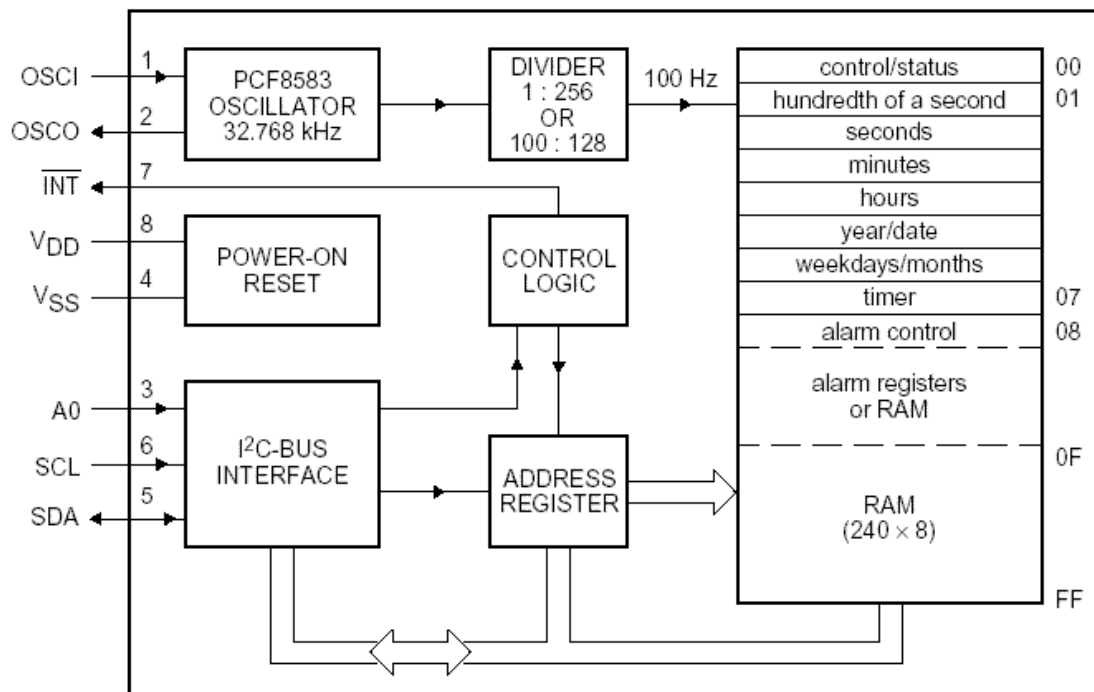 OSCI
1
OSCO
2
INT
7
VDD
8
VSS
4
A0
3
SCL
6
SDA
5
PCF8583
OSCILLATOR
32.768 kHz
DIVIDER
1 : 256
OR
100 : 128
100 Hz
POWER-ON
RESET
CONTROL
LOGIC
I²C-BUS
INTERFACE
ADDRESS
REGISTER
control/status
00
hundredth of a second
01
seconds
minutes
hours
year/date
weekdays/months
timer
07
alarm control
08
alarm registers
or RAM
0F
RAM
(240 × 8)
FF